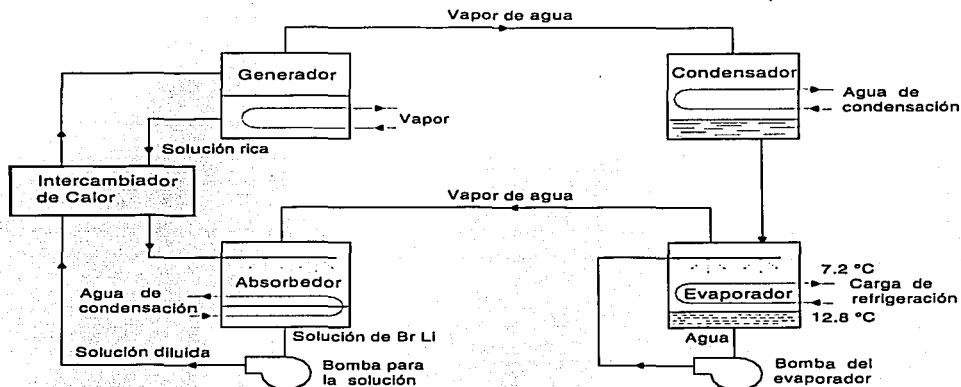 Vapor de agua
Generador
Condensador
Vapor
Agua de
condensación
Solución rica
Intercambiador
de Calor
Vapor de agua
Absorbedor
Agua de
condensación
7.2 °C
Evaporador
Carga de
refrigeración
12.8 °C
Solución de Br Li
Agua
Solución diluida
Bomba para
la solución
Bomba del
evaporador